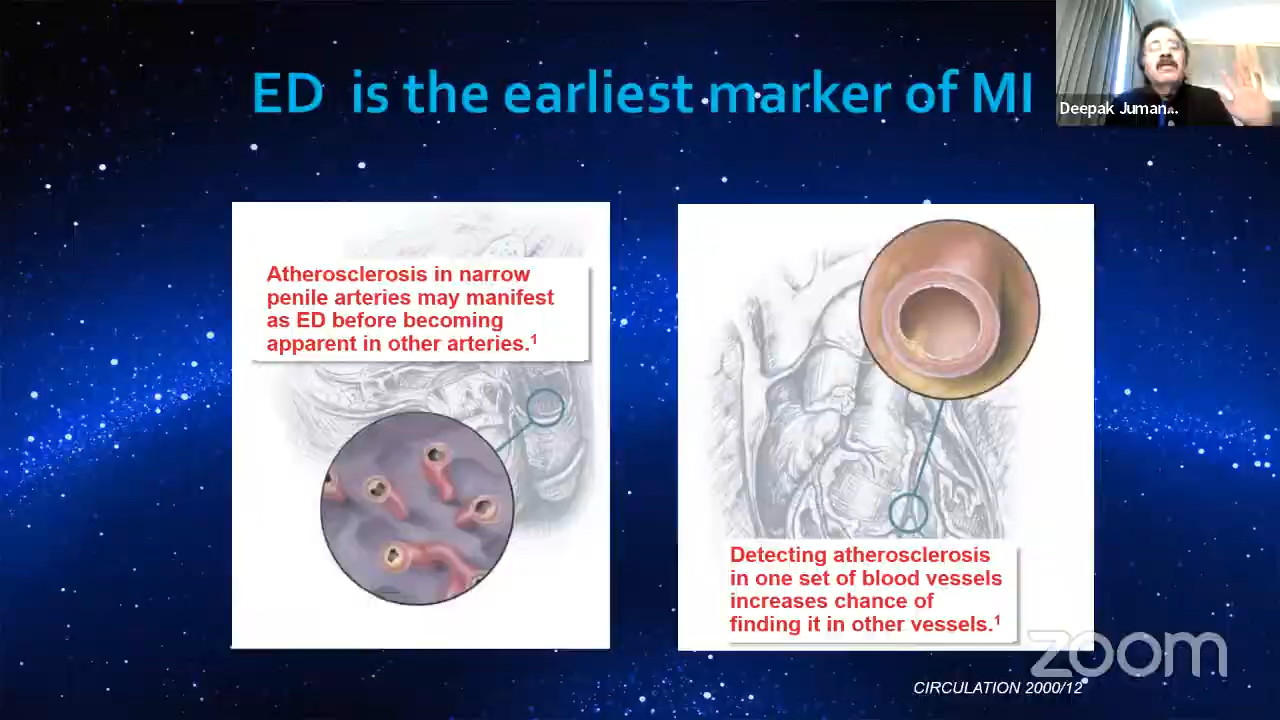 ED is the earliest marker of MI
Deepak Juman...
Atherosclerosis in narrow
penile arteries may manifest
as ED before becoming
apparent in other arteries.1
Detecting atherosclerosis
in one set of blood vessels
increases chance of
finding it in other vessels.1
zoom
CIRCULATION 2000/12